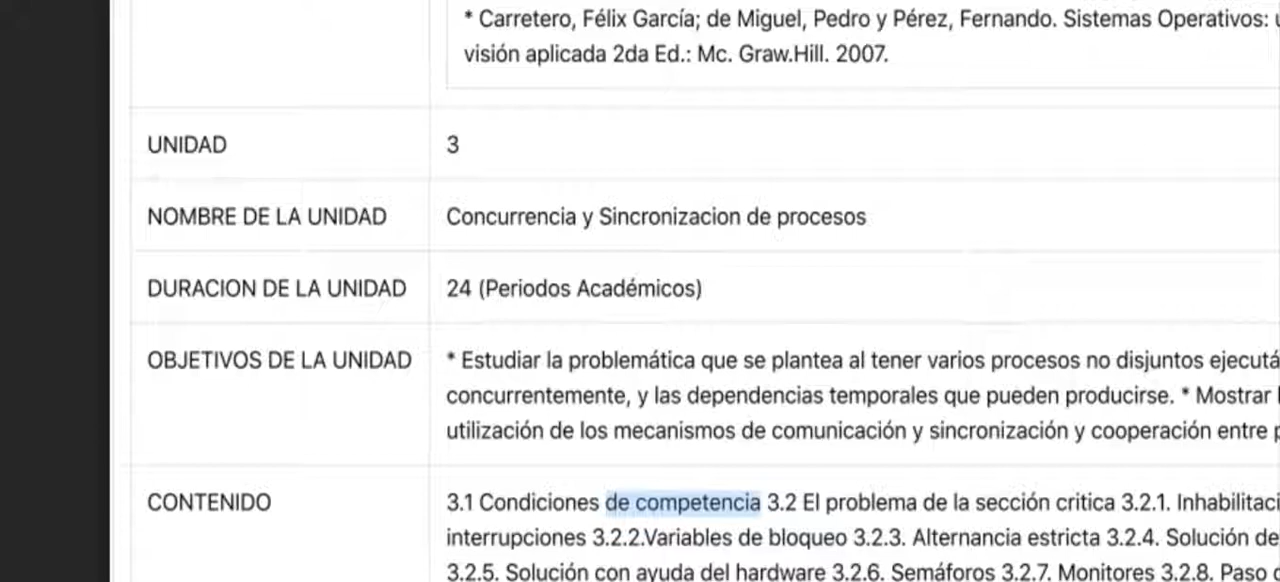 * Carretero, Félix García; de Miguel, Pedro y Pérez, Fernando. Sistemas Operativos:
visión aplicada 2da Ed.: Mc. Graw.Hill. 2007.
UNIDAD 3
NOMBRE DE LA UNIDAD Concurrencia y Sincronizacion de procesos
DURACION DE LA UNIDAD 24 (Periodos Académicos)
OBJETIVOS DE LA UNIDAD * Estudiar la problemática que se plantea al tener varios procesos no disjuntos ejecutá
concurrentemente, y las dependencias temporales que pueden producirse. * Mostrar
utilización de los mecanismos de comunicación y sincronización y cooperación entre
CONTENIDO 3.1 Condiciones de competencia 3.2 El problema de la sección critica 3.2.1. Inhabilitaci
interrupciones 3.2.2.Variables de bloqueo 3.2.3. Alternancia estricta 3.2.4. Solución de
3.2.5. Solución con ayuda del hardware 3.2.6. Semáforos 3.2.7. Monitores 3.2.8. Paso